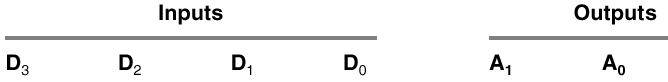 Inputs Outputs
D₃ D₂ D₁ D₀ A₁ A₀